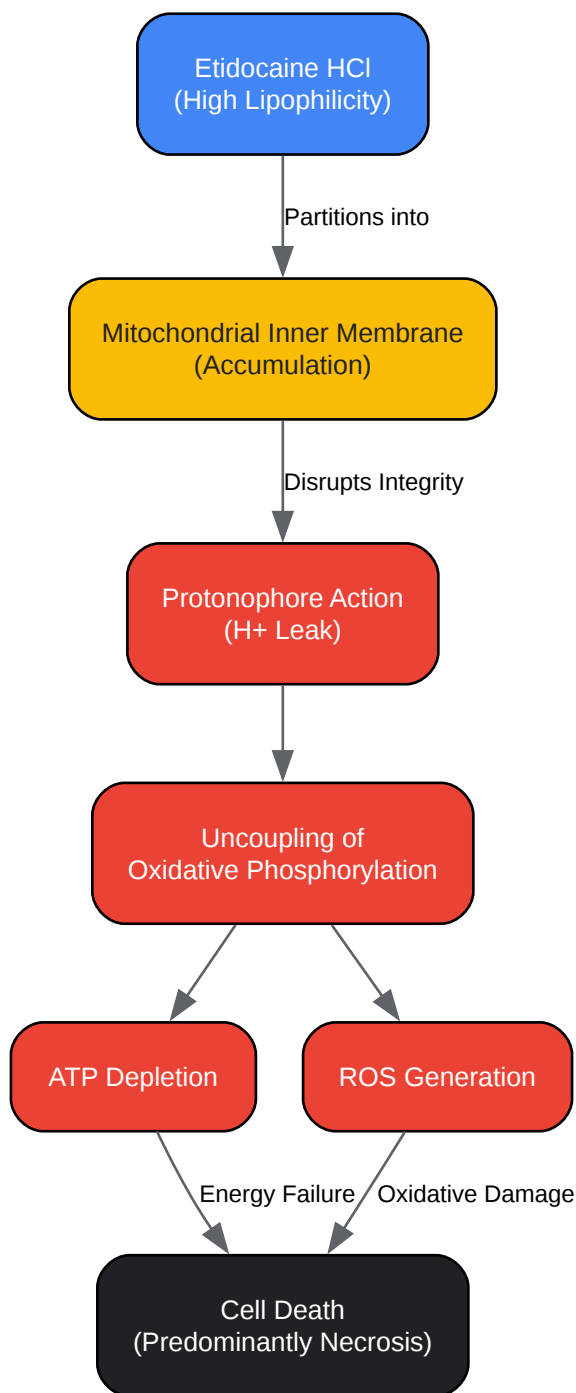 Etidocaine HCl
(High Lipophilicity)
Partitions into
Mitochondrial Inner Membrane
(Accumulation)
Disrupts Integrity
Protonophore Action
(H+ Leak)
Uncoupling of
Oxidative Phosphorylation
ATP Depletion
ROS Generation
Energy Failure
Oxidative Damage
Cell Death
(Predominantly Necrosis)